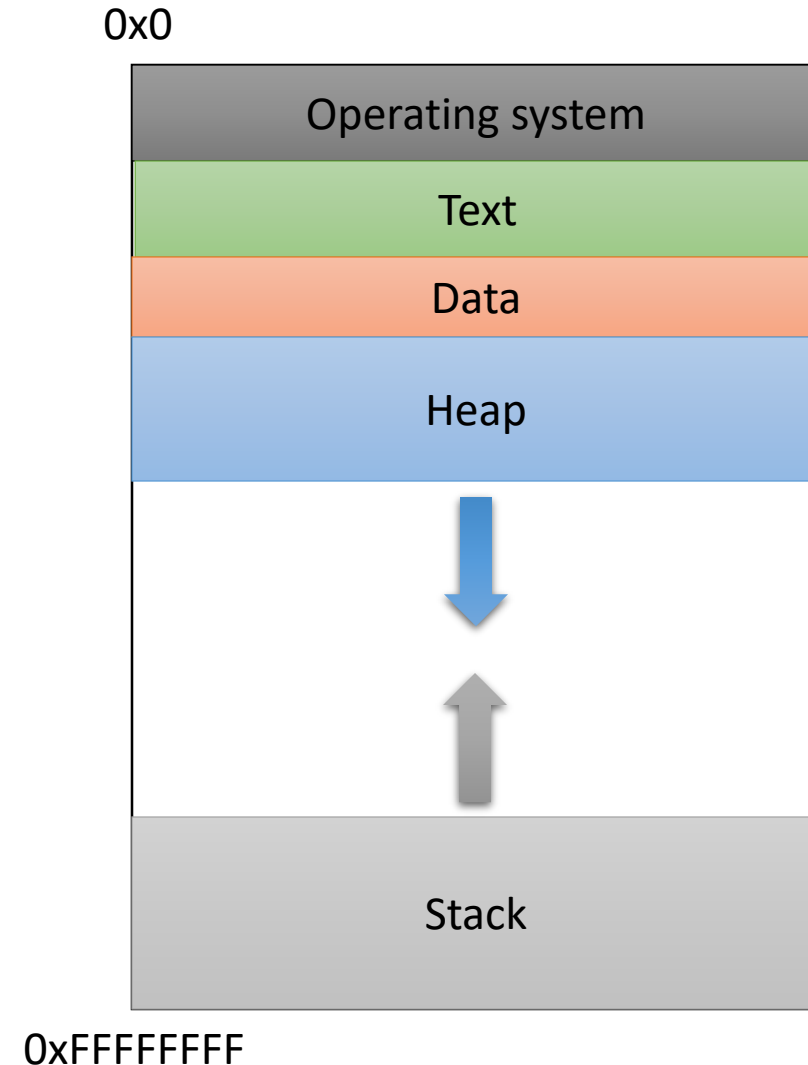 0x0
Operating system
Text
Data
Heap
Stack
0xFFFFFFFF